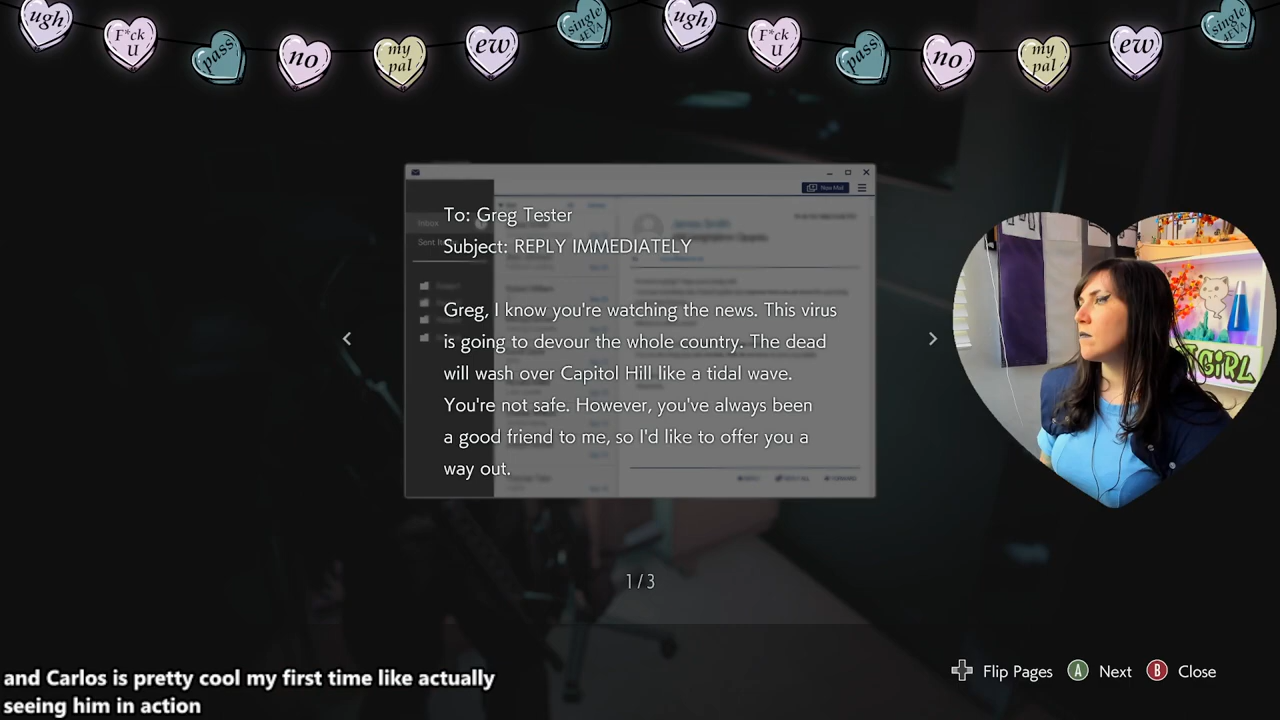 ugh
F*ck
U
pass
no
my
pal
ew
single
4EVA
ugh
F*ck
U
pass
no
my
pal
ew
single
4EVA
New Mail
Inbox
To: Greg Tester
Subject: REPLY IMMEDIATELY
Greg, I know you're watching the news. This virus
is going to devour the whole country. The dead
will wash over Capitol Hill like a tidal wave.
You're not safe. However, you've always been
a good friend to me, so I'd like to offer you a
way out.
1 / 3
GIRL
Flip Pages
A Next
B Close
and Carlos is pretty cool my first time like actually
seeing him in action